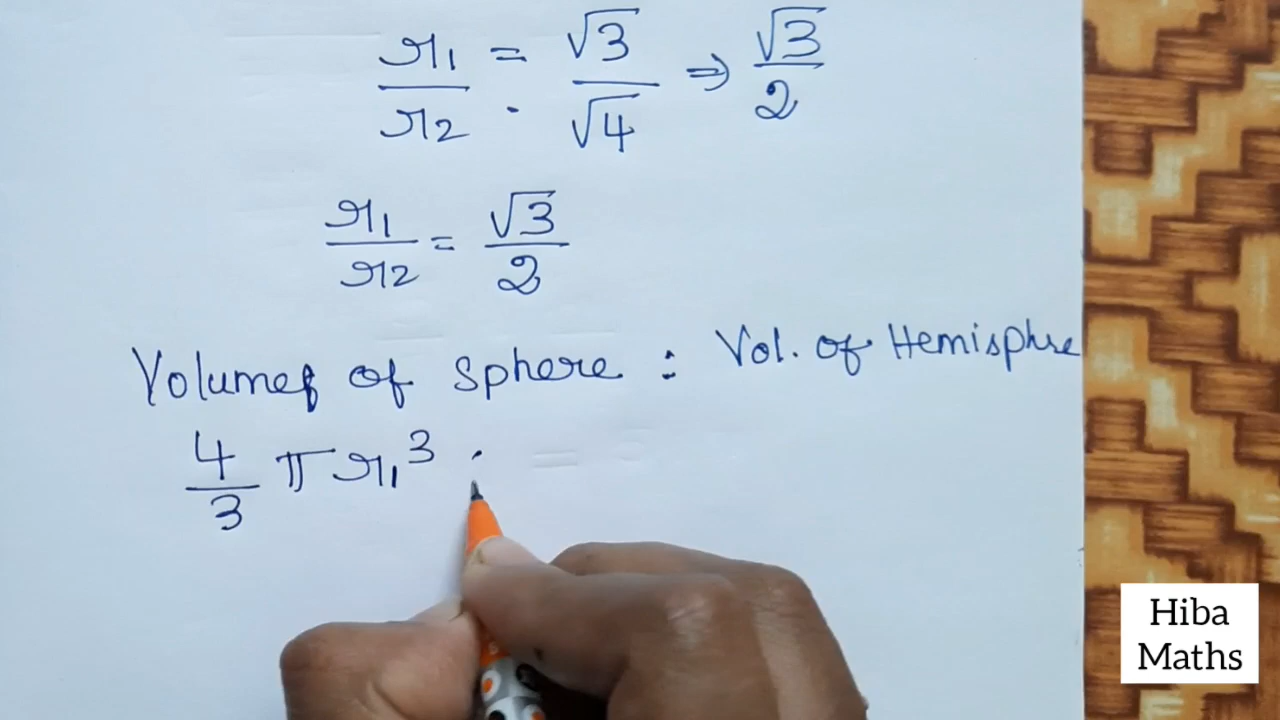 r₁/r₂ = √3/√4 ⇒ √3/2
r₁/r₂ = √3/2
Volume of Sphere : Vol. of Hemisphre
4/3 π r₁³ :
Hiba
Maths